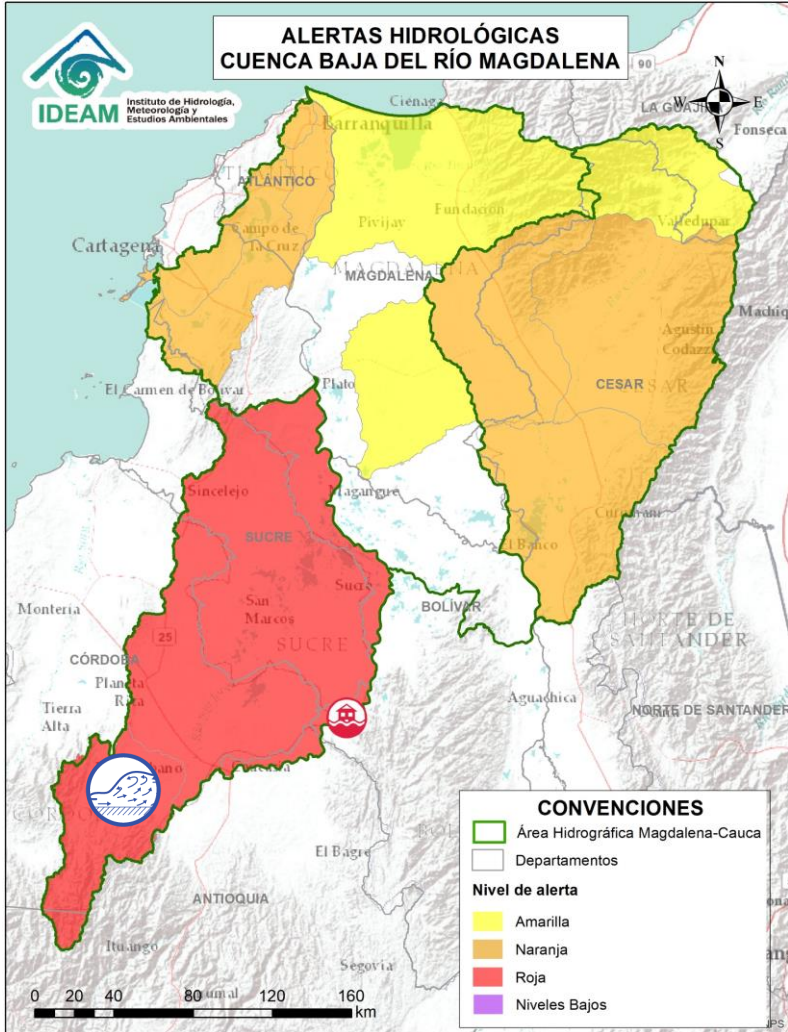 ALERTAS HIDROLÓGICAS
CUENCA BAJA DEL RÍO MAGDALENA
IDEAM
Instituto de Hidrología,
Meteorología y
Estudios Ambientales
N
W
E
S
90
LA GUAJIRA
Fonseca
Ciénaga
Barranquilla
ATLÁNTICO
Campo de
la Cruz
Pivijay
Fundación
Valledupar
Cartagena
MAGDALENA
MAGDALENA
Agustín
Codazzi
CESAR
CESAR
El Carmen de Bolívar
Plato
Sincelejo
Magangue
SUCRE
El Banco
Sucre
San
Marcos
SUCRE
BOLÍVAR
NORTE DE
SANTANDER
Montería
25
CÓRDOBA
Planeta
Rica
Tierra
Alta
Aguachica
NORTE DE SANTANDER
El Bagre
ANTIOQUIA
Ituango
Segovia
0 20 40 80 120 160
km
CONVENCIONES
Área Hidrográfica Magdalena-Cauca
Departamentos
Nivel de alerta
Amarilla
Naranja
Roja
Niveles Bajos